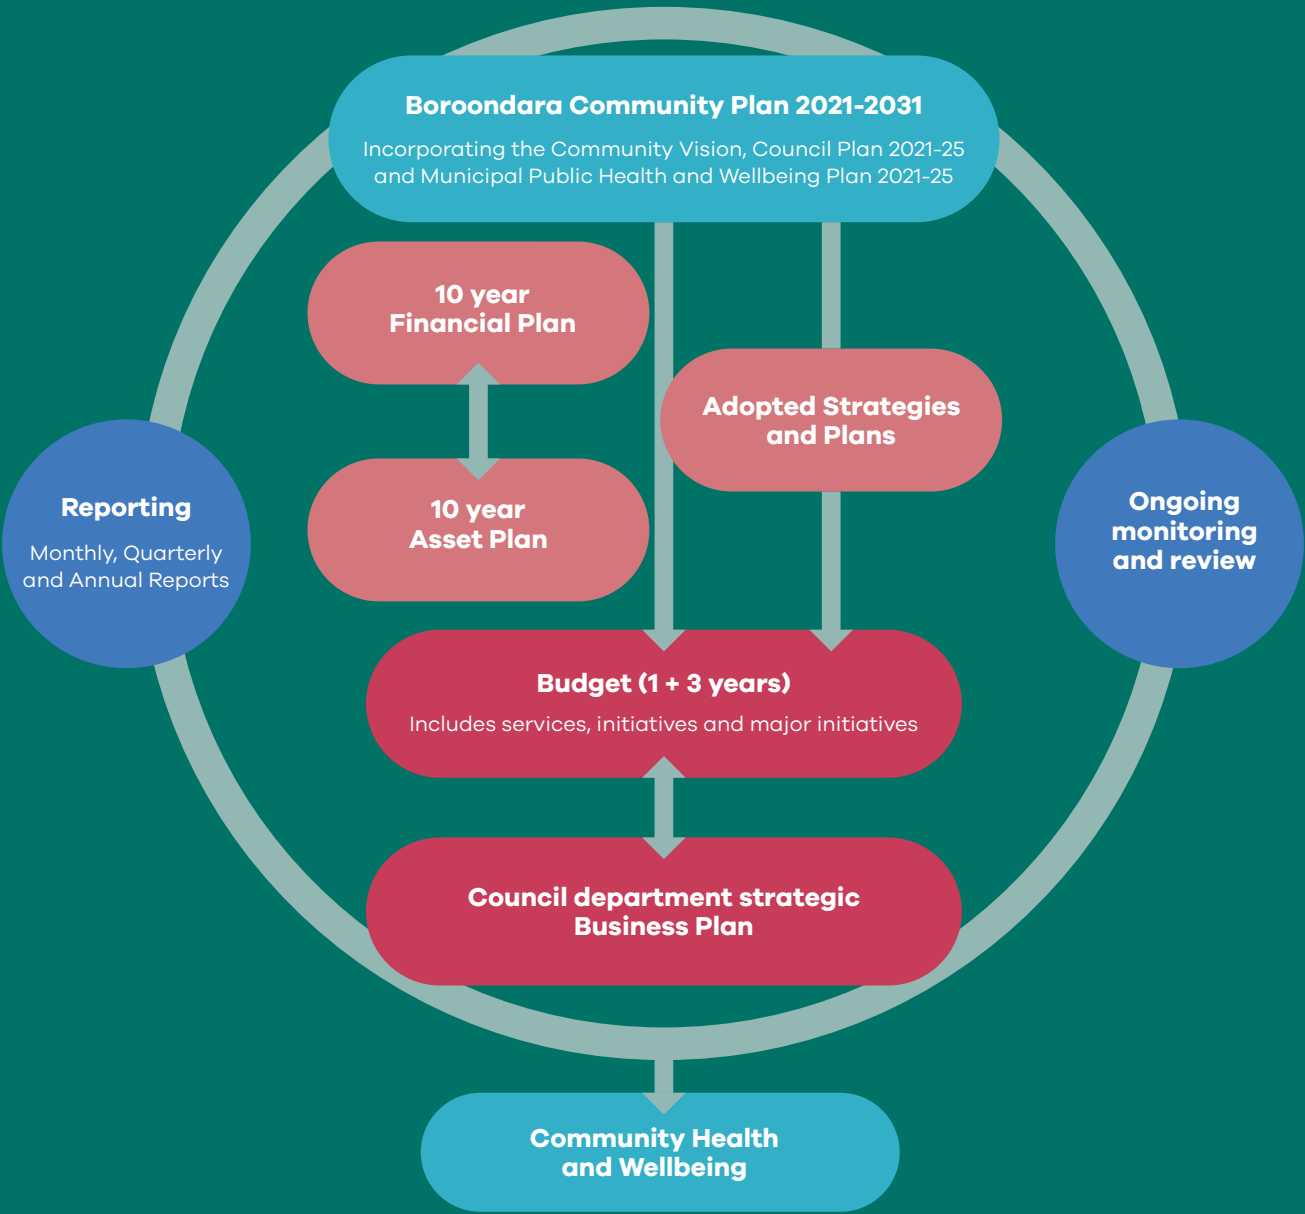 Boroondara Community Plan 2021-2031
Incorporating the Community Vision, Council Plan 2021-25
and Municipal Public Health and Wellbeing Plan 2021-25
10 year
Financial Plan
Adopted Strategies
and Plans
Reporting
Monthly, Quarterly
and Annual Reports
10 year
Asset Plan
Ongoing
monitoring
and review
Budget (1 + 3 years)
Includes services, initiatives and major initiatives
Council department strategic
Business Plan
Community Health
and Wellbeing